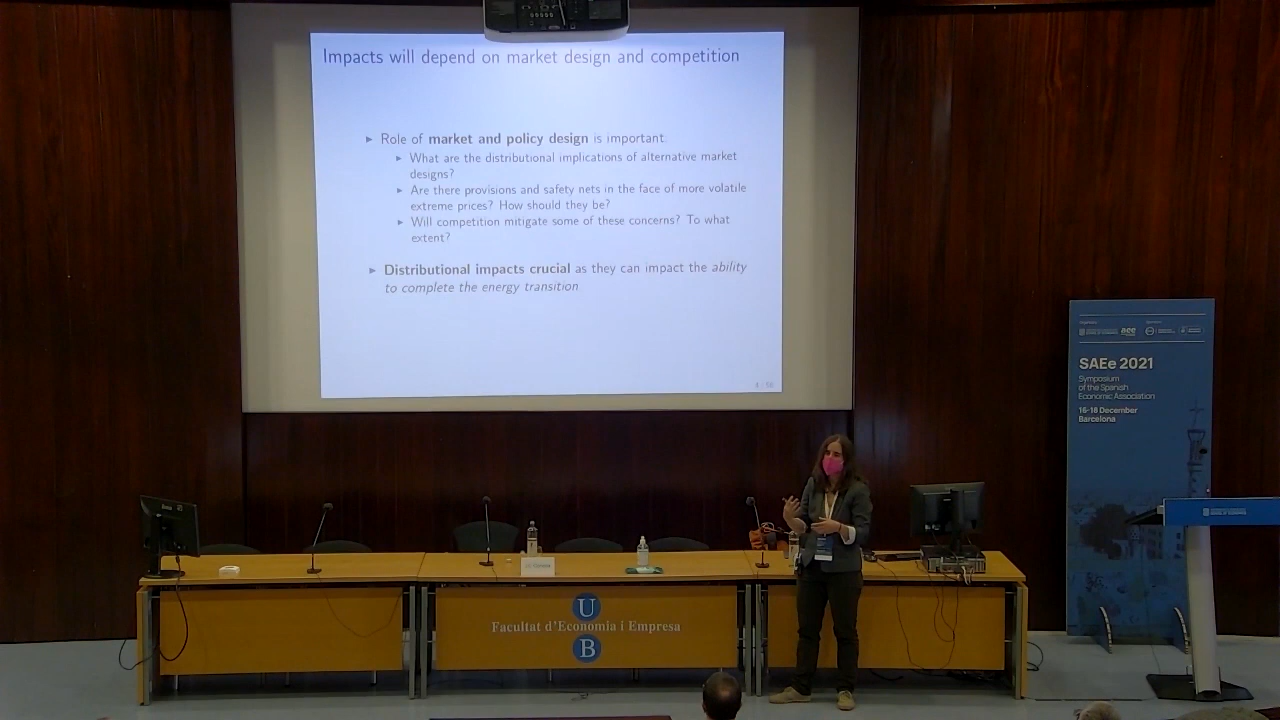 Impacts will depend on market design and competition
► Role of market and policy design is important
► What are the distributional implications of alternative market
designs?
► Are there provisions and safety nets in the face of more volatile
extreme prices? How should they be?
► Will competition mitigate some of these concerns? To what
extent?
► Distributional impacts crucial as they can impact the ability
to complete the energy transition
SAEe 2021
Symposium
of the Spanish
Economic Association
16-18 December
Barcelona
U
Facultat d'Economia i Empresa
B